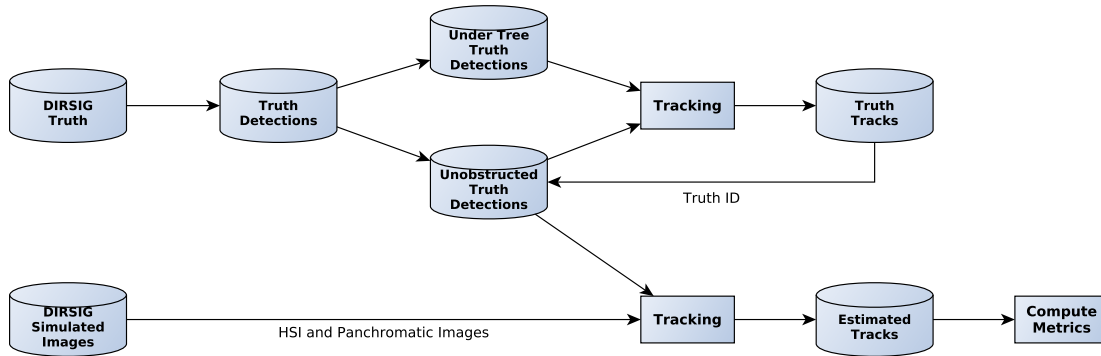 Under Tree
Truth
Detections
DIRSIG
Truth
Truth
Detections
Tracking
Truth
Tracks
Unobstructed
Truth
Detections
Truth ID
DIRSIG
Simulated
Images
HSI and Panchromatic Images
Tracking
Estimated
Tracks
Compute
Metrics